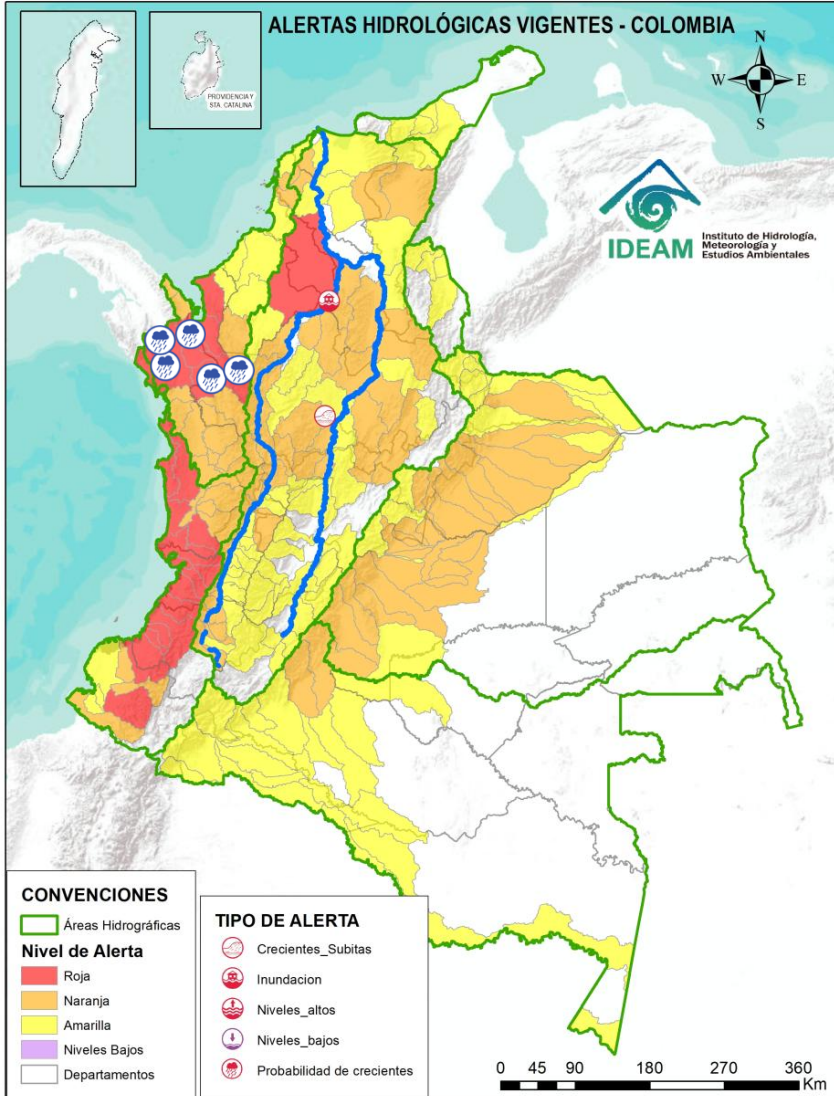 ALERTAS HIDROLÓGICAS VIGENTES - COLOMBIA
PROVIDENCIA Y
STA. CATALINA
N
W
E
S
IDEAM
Instituto de Hidrología,
Meteorología y
Estudios Ambientales
CONVENCIONES
Áreas Hidrográficas
Nivel de Alerta
Roja
Naranja
Amarilla
Niveles Bajos
Departamentos
TIPO DE ALERTA
Crecientes_Subitas
Inundacion
Niveles_altos
Niveles_bajos
Probabilidad de crecientes
0 45 90 180 270 360
Km